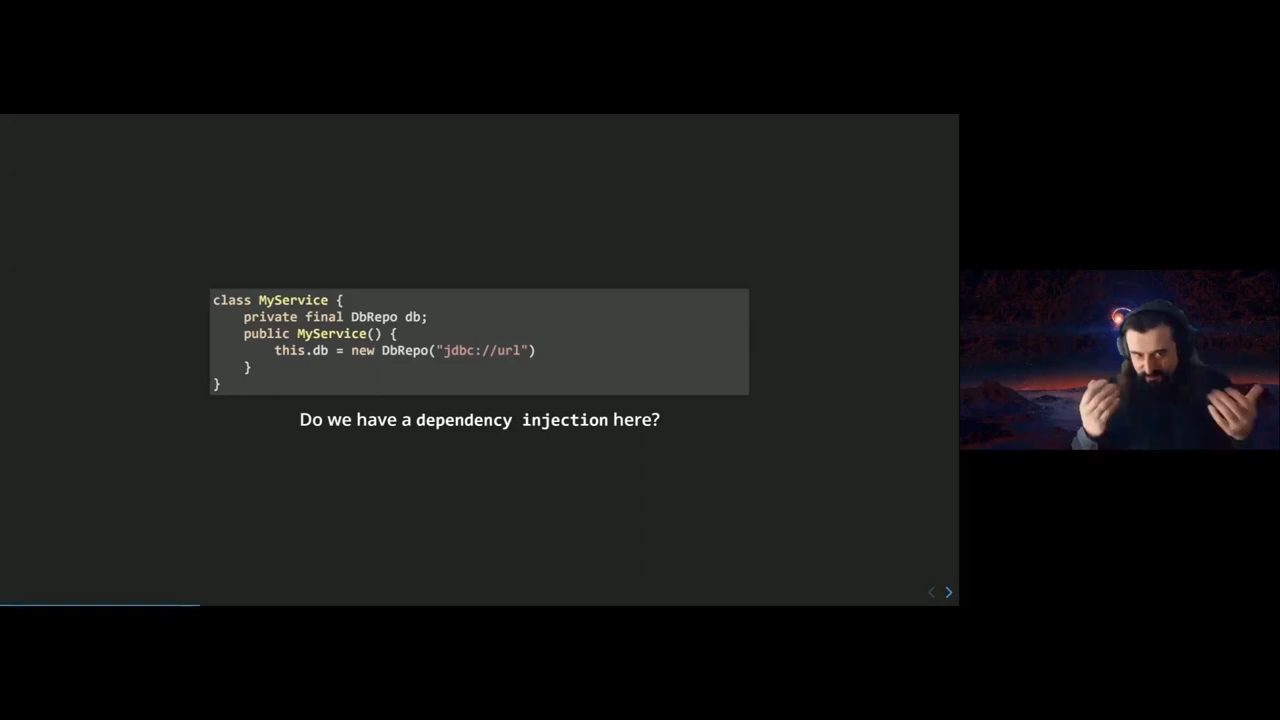 class MyService {
    private final DbRepo db;
    public MyService() {
        this.db = new DbRepo("jdbc://url")
    }
}
Do we have a dependency injection here?